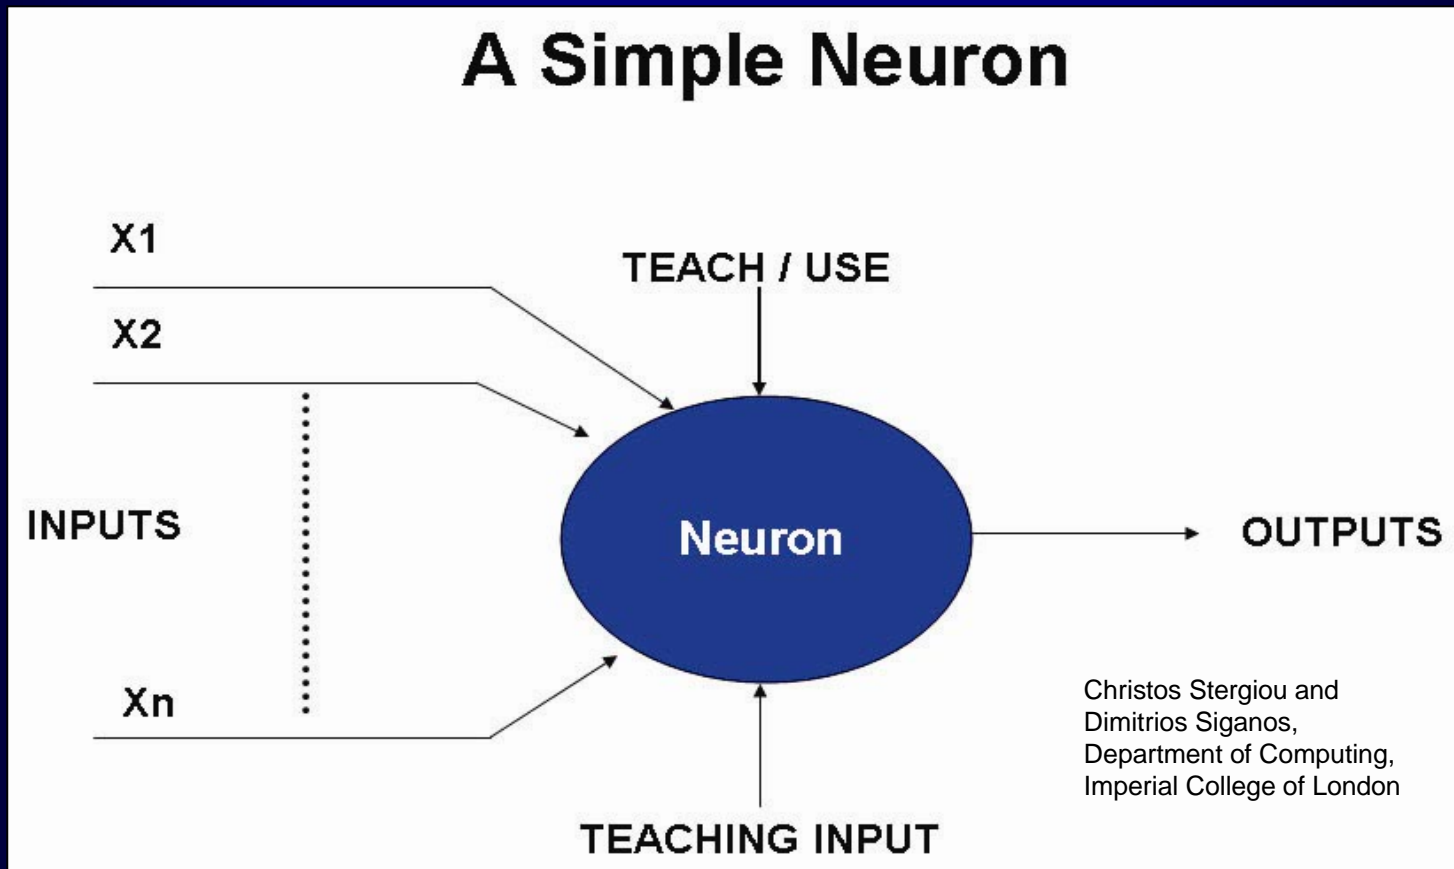 A Simple Neuron
X1
TEACH / USE
X2
INPUTS
Neuron
OUTPUTS
Xn
Christos Stergiou and
Dimitrios Siganos,
Department of Computing,
Imperial College of London
TEACHING INPUT